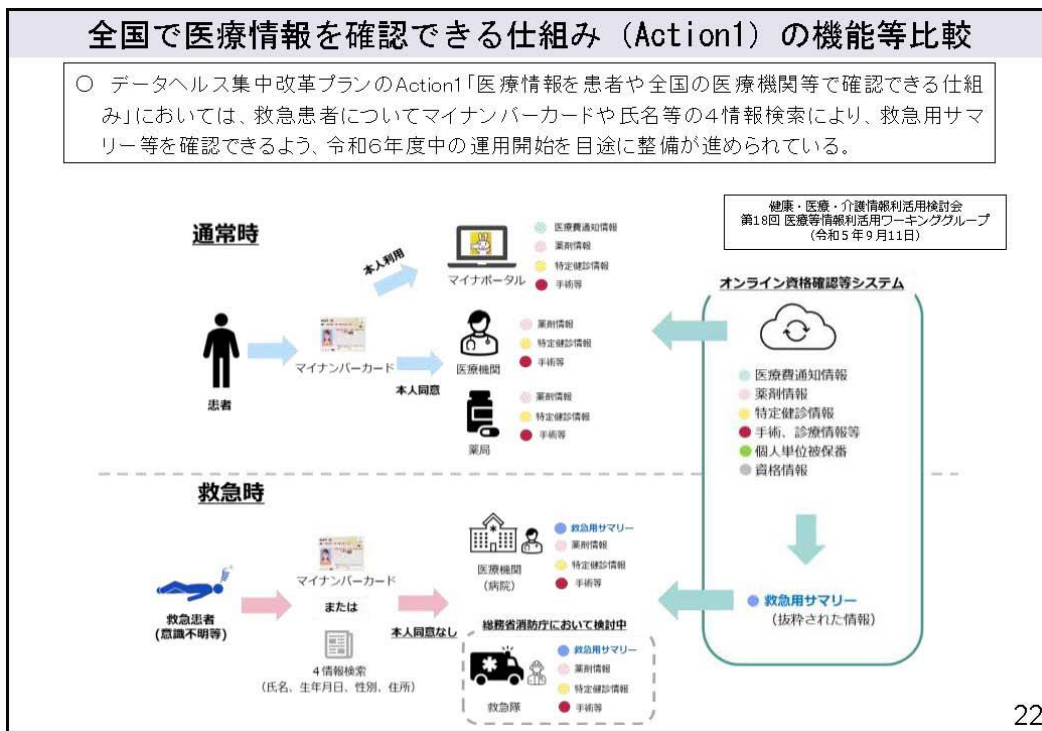 全国で医療情報を確認できる仕組み（Action1）の機能等比較
○ データヘルス集中改革プランのAction1「医療情報を患者や全国の医療機関等で確認できる仕組
み」においては、救急患者についてマイナンバーカードや氏名等の４情報検索により、救急用サマ
リー等を確認できるよう、令和６年度中の運用開始を目途に整備が進められている。
健康・医療・介護情報利活用検討会
第18回 医療等情報利活用ワーキンググループ
（令和５年９月11日）
通常時
本人利用
マイナポータル
医療費通知情報
薬剤情報
特定健診情報
手術等
患者
マイナンバーカード
本人同意
医療機関
薬剤情報
特定健診情報
手術等
薬局
薬剤情報
特定健診情報
手術等
オンライン資格確認等システム
医療費通知情報
薬剤情報
特定健診情報
手術、診療情報等
個人単位被保番
資格情報
救急用サマリー
（抜粋された情報）
救急時
救急患者
(意識不明等)
マイナンバーカード
または
４情報検索
（氏名、生年月日、性別、住所）
本人同意なし
医療機関
（病院）
救急用サマリー
薬剤情報
特定健診情報
手術等
総務省消防庁において検討中
救急隊
救急用サマリー
薬剤情報
特定健診情報
手術等
22